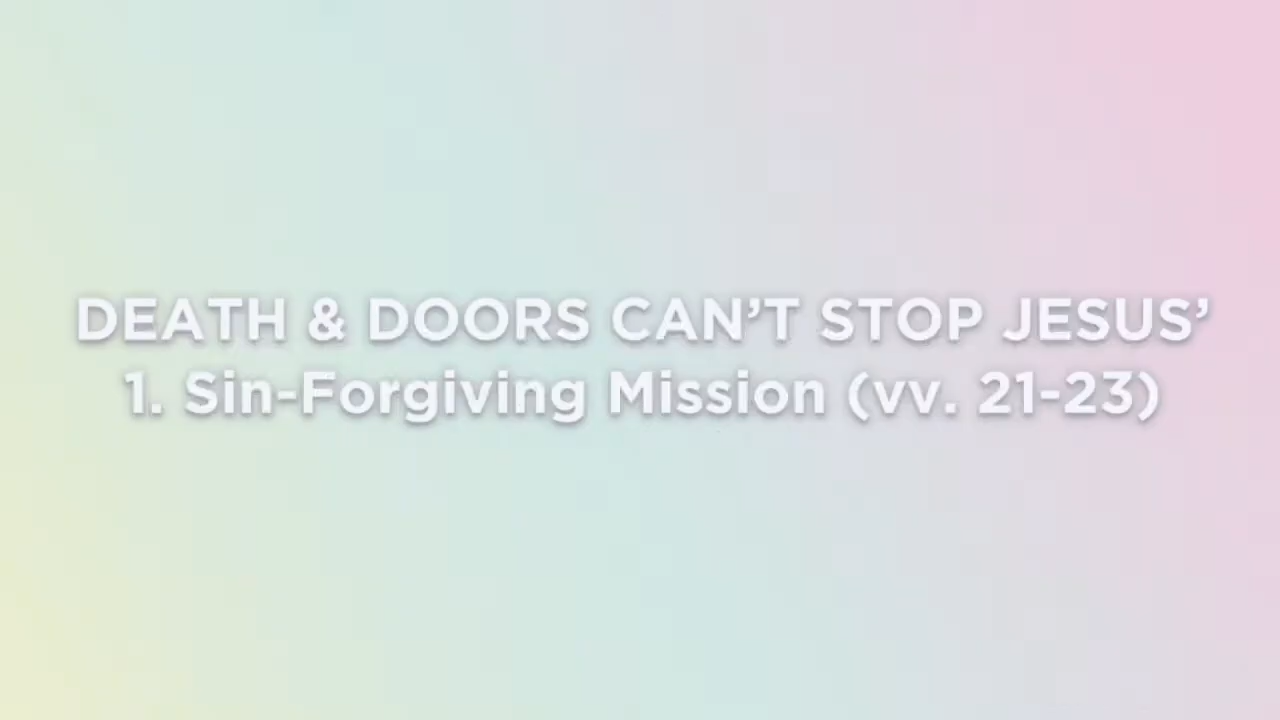 DEATH & DOORS CAN’T STOP JESUS’
1. Sin-Forgiving Mission (vv. 21-23)